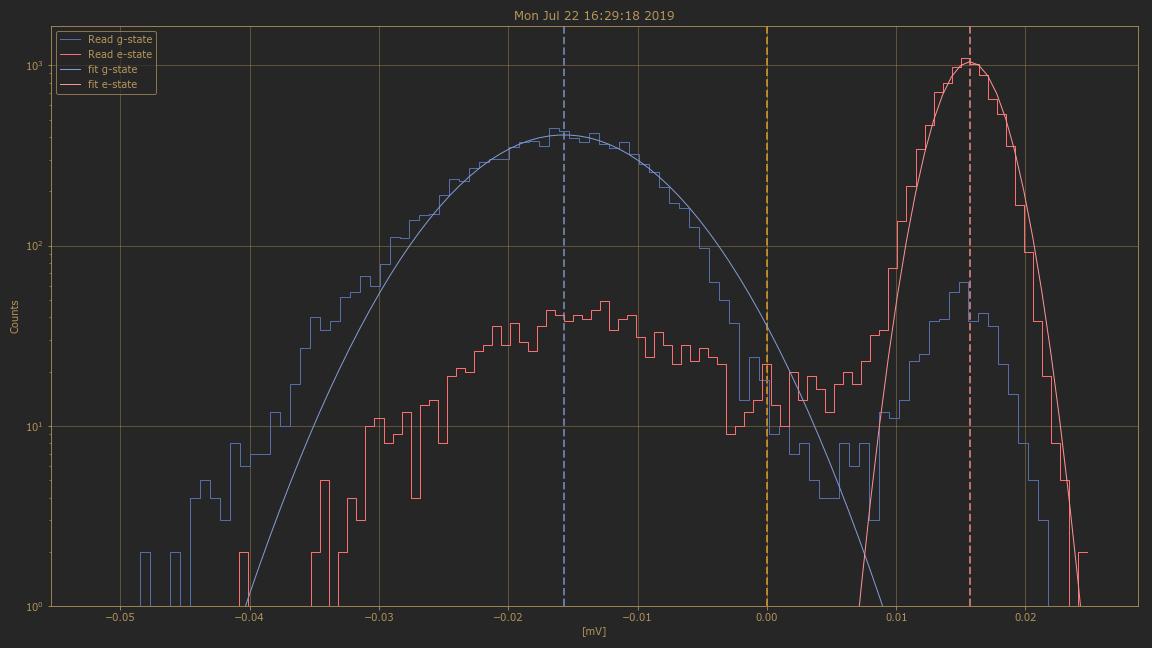 Mon Jul 22 16:29:18 2019
Read g-state
Read e-state
fit g-state
fit e-state
10³
10²
10¹
10⁰
Counts
−0.05 −0.04 −0.03 −0.02 −0.01 0.00 0.01 0.02
[mV]